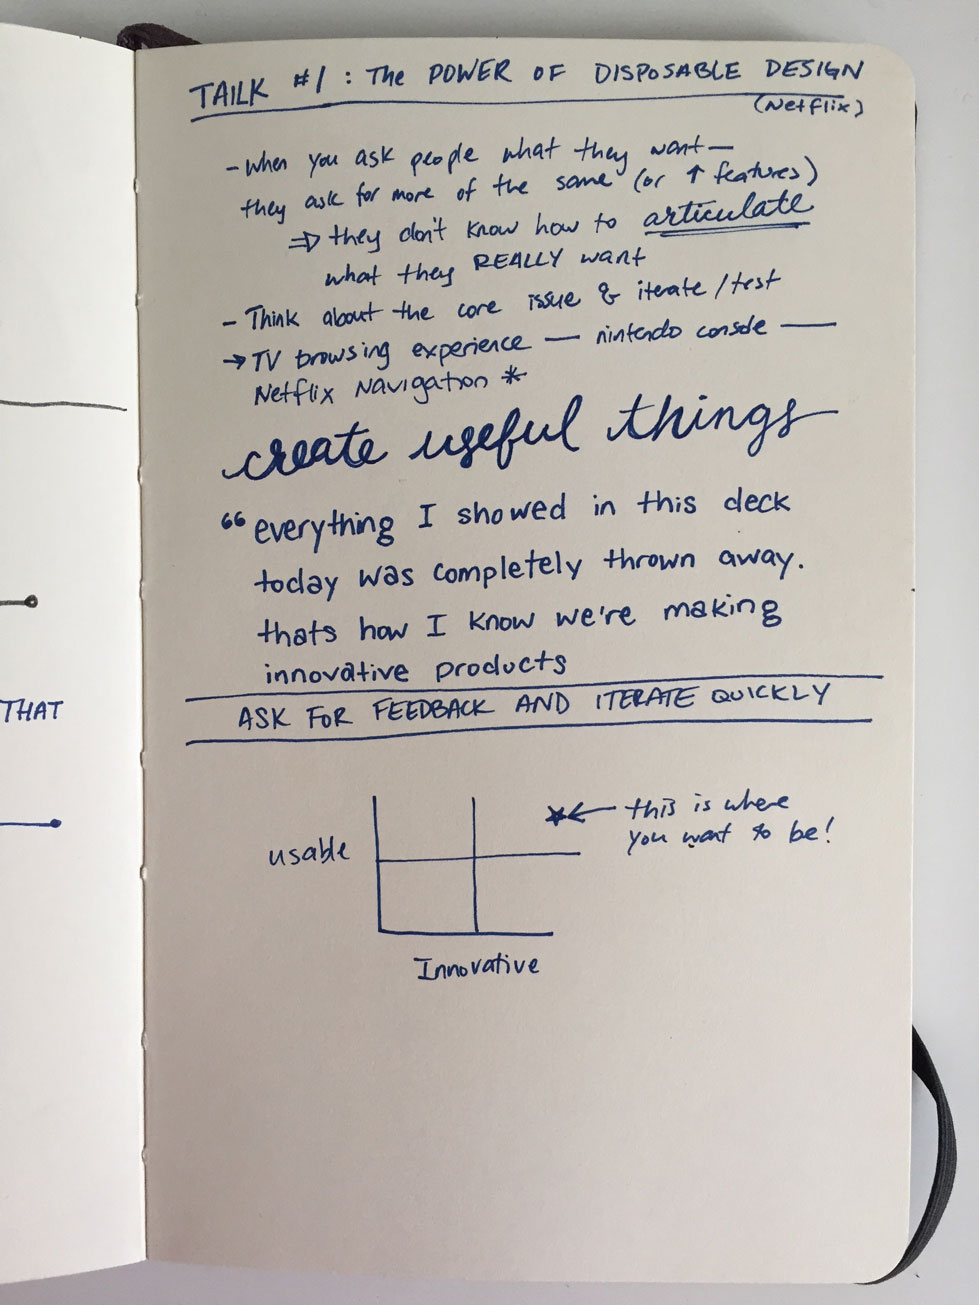 TAILK #1 : The POWER OF DISPOSABLE DESIGN
(Netflix)
- when you ask people what they want —
they ask for more of the same (or ↑ features)
⇒ they don't know how to articulate
what they REALLY want
- Think about the core issue & iterate/test
→ TV browsing experience — nintendo console —
Netflix Navigation *
create useful things
“everything I showed in this deck
today was completely thrown away.
thats how I know we're making
innovative products
ASK FOR FEEDBACK AND ITERATE QUICKLY
this is where
you want to be!
usable
Innovative
THAT